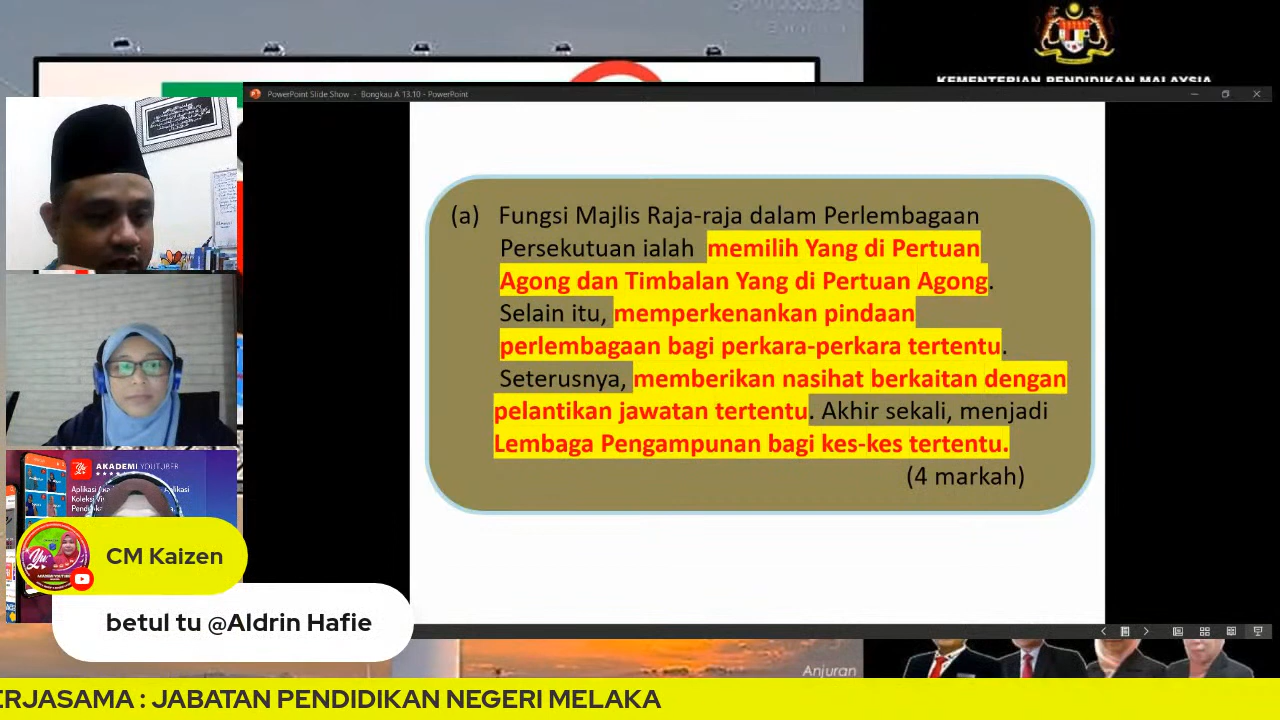 KEMENTERIAN PENDIDIKAN MALAYSIA
PowerPoint Slide Show - Bongkau A 13.10 - PowerPoint
(a) Fungsi Majlis Raja-raja dalam Perlembagaan
Persekutuan ialah memilih Yang di Pertuan
Agong dan Timbalan Yang di Pertuan Agong.
Selain itu, memperkenankan pindaan
perlembagaan bagi perkara-perkara tertentu.
Seterusnya, memberikan nasihat berkaitan dengan
pelantikan jawatan tertentu. Akhir sekali, menjadi
Lembaga Pengampunan bagi kes-kes tertentu.
(4 markah)
AKADEMI YOUTUBER
CM Kaizen
betul tu @Aldrin Hafie
Anjuran
ERJASAMA : JABATAN PENDIDIKAN NEGERI MELAKA